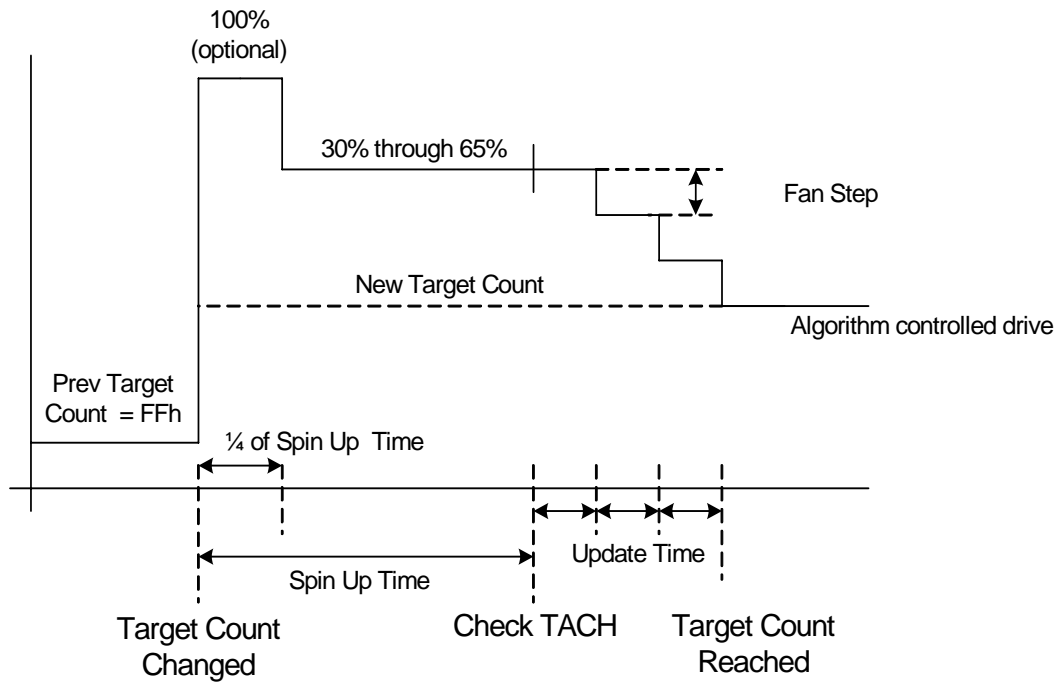 100%
(optional)
30% through 65%
Fan Step
New Target Count
Algorithm controlled drive
Prev Target
Count = FFh
¼ of Spin Up Time
Update Time
Spin Up Time
Target Count
Changed
Check TACH
Target Count
Reached